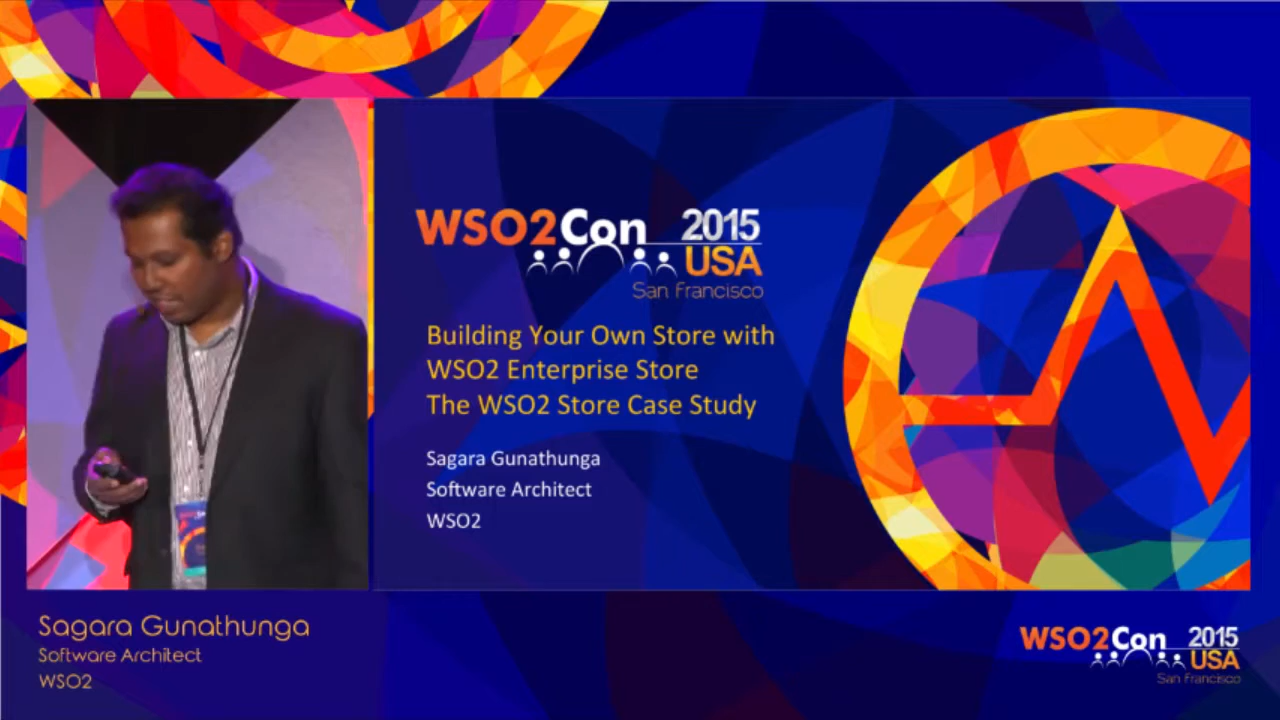 WSO2Con 2015
USA
San Francisco
Building Your Own Store with
WSO2 Enterprise Store
The WSO2 Store Case Study
Sagara Gunathunga
Software Architect
WSO2
Sagara Gunathunga
Software Architect
WSO2
WSO2Con 2015
USA
San Francisco